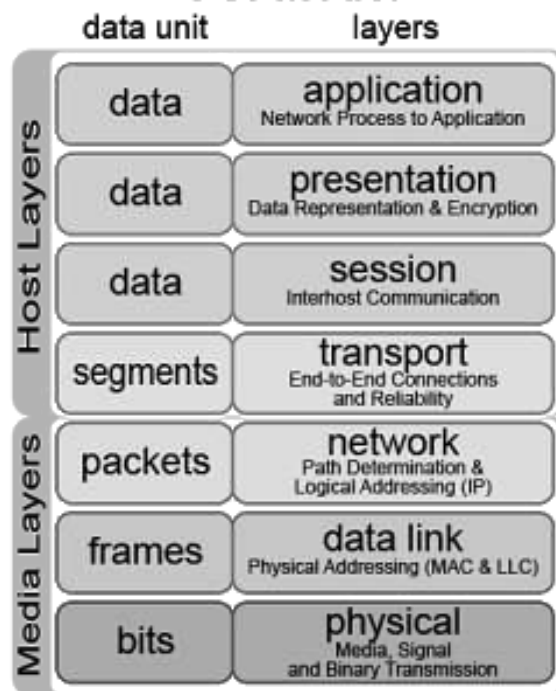 data unit layers
Host Layers
data application
Network Process to Application
data presentation
Data Representation & Encryption
data session
Interhost Communication
segments transport
End-to-End Connections
and Reliability
Media Layers
packets network
Path Determination &
Logical Addressing (IP)
frames data link
Physical Addressing (MAC & LLC)
bits physical
Media, Signal
and Binary Transmission